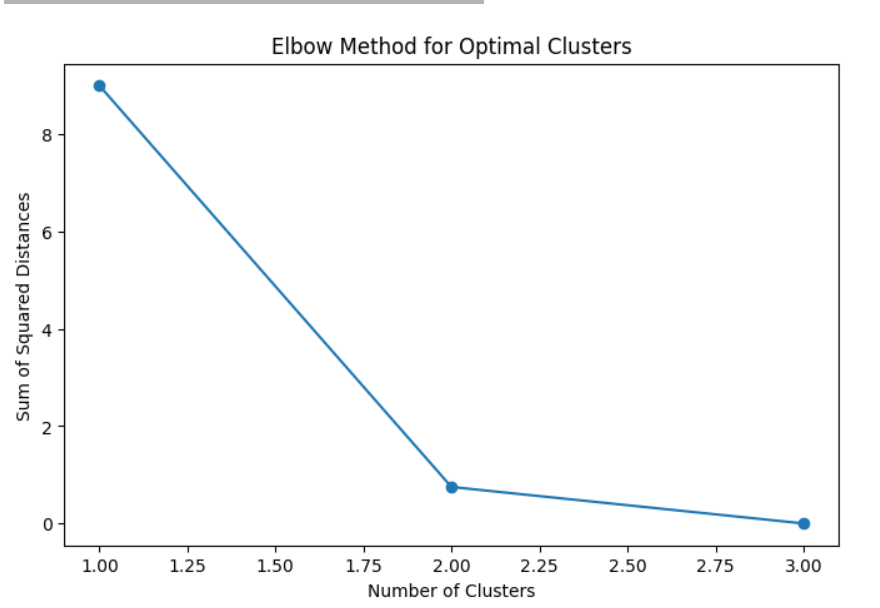 Elbow Method for Optimal Clusters
Sum of Squared Distances
8
6
4
2
0
1.00 1.25 1.50 1.75 2.00 2.25 2.50 2.75 3.00
Number of Clusters